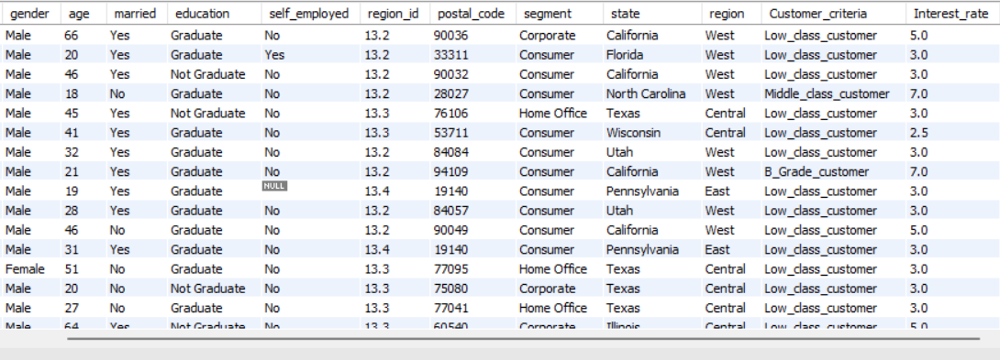 gender age married education self_employed region_id postal_code segment state region Customer_criteria Interest_rate
Male 66 Yes Graduate No 13.2 90036 Corporate California West Low_class_customer 5.0
Male 20 Yes Graduate Yes 13.2 33311 Consumer Florida West Low_class_customer 3.0
Male 46 Yes Not Graduate No 13.2 90032 Consumer California West Low_class_customer 3.0
Male 18 No Graduate No 13.2 28027 Consumer North Carolina West Middle_class_customer 7.0
Male 45 Yes Not Graduate No 13.3 76106 Home Office Texas Central Low_class_customer 3.0
Male 41 Yes Graduate No 13.3 53711 Consumer Wisconsin Central Low_class_customer 2.5
Male 32 Yes Graduate No 13.2 84084 Consumer Utah West Low_class_customer 3.0
Male 21 Yes Graduate No 13.2 94109 Consumer California West B_Grade_customer 7.0
Male 19 Yes Graduate NULL 13.4 19140 Consumer Pennsylvania East Low_class_customer 3.0
Male 28 Yes Graduate No 13.2 84057 Consumer Utah West Low_class_customer 3.0
Male 46 No Graduate No 13.2 90049 Consumer California West Low_class_customer 5.0
Male 31 Yes Graduate No 13.4 19140 Consumer Pennsylvania East Low_class_customer 3.0
Female 51 No Graduate No 13.3 77095 Home Office Texas Central Low_class_customer 3.0
Male 20 No Not Graduate No 13.3 75080 Corporate Texas Central Low_class_customer 3.0
Male 27 No Graduate No 13.3 77041 Home Office Texas Central Low_class_customer 3.0
Male 64 Yes Not Graduate No 13.3 60540 Corporate Illinois Central Low_class_customer 5.0